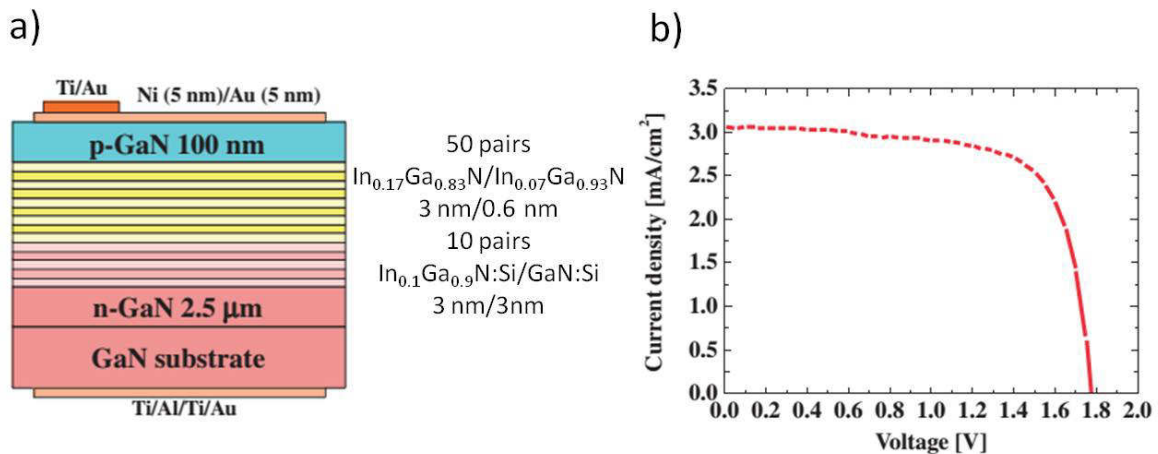 a)
Ti/Au
Ni (5 nm)/Au (5 nm)
p-GaN 100 nm
50 pairs
In₀.₁₇Ga₀.₈₃N/In₀.₀₇Ga₀.₉₃N
3 nm/0.6 nm
10 pairs
In₀.₁Ga₀.₉N:Si/GaN:Si
3 nm/3nm
n-GaN 2.5 μm
GaN substrate
Ti/Al/Ti/Au
b)
Current density [mA/cm²]
3.5
3.0
2.5
2.0
1.5
1.0
0.5
0.0
0.0 0.2 0.4 0.6 0.8 1.0 1.2 1.4 1.6 1.8 2.0
Voltage [V]